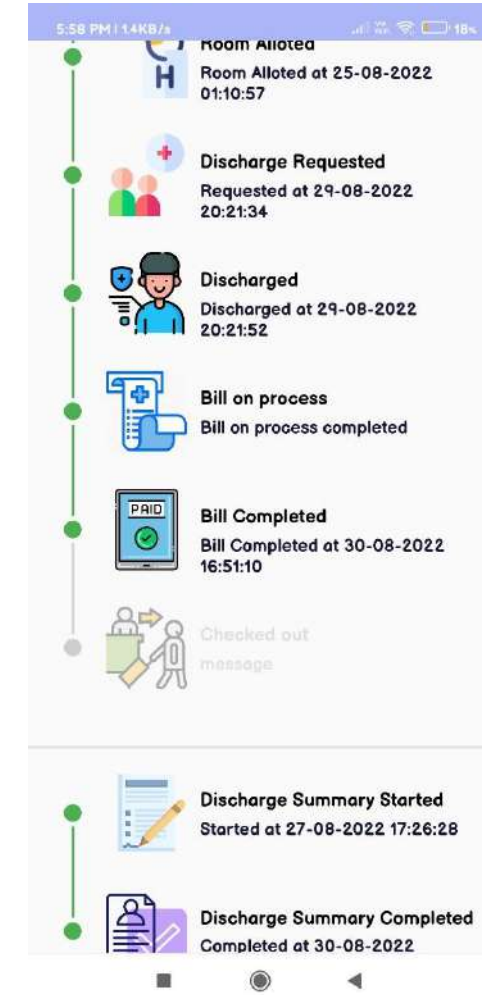 5:58 PM | 1.4KB/s
18%
Room Alloted
H
Room Alloted at 25-08-2022
01:10:57
Discharge Requested
Requested at 29-08-2022
20:21:34
Discharged
Discharged at 29-08-2022
20:21:52
Bill on process
Bill on process completed
PAID
Bill Completed
Bill Completed at 30-08-2022
16:51:10
Checked out
message
Discharge Summary Started
Started at 27-08-2022 17:26:28
Discharge Summary Completed
Completed at 30-08-2022